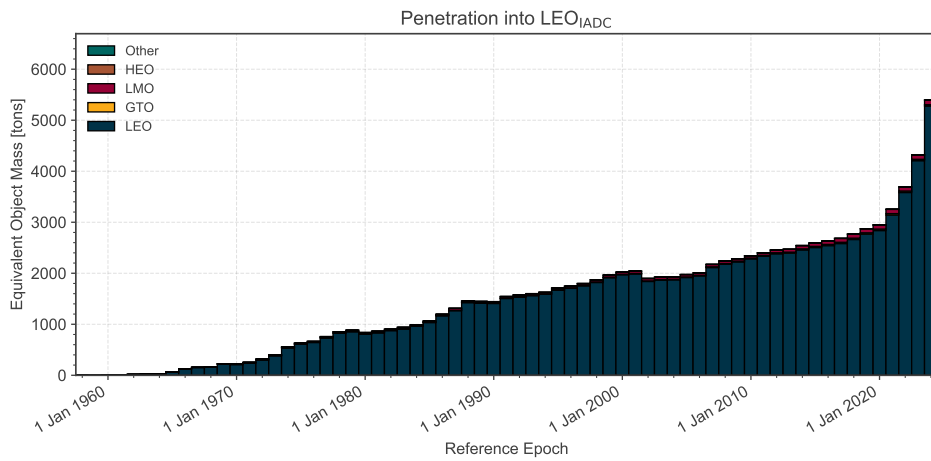 Penetration into LEO_IADC
Other
HEO
LMO
GTO
LEO
Equivalent Object Mass [tons]
6000
5000
4000
3000
2000
1000
0
1 Jan 1960
1 Jan 1970
1 Jan 1980
1 Jan 1990
1 Jan 2000
1 Jan 2010
1 Jan 2020
Reference Epoch